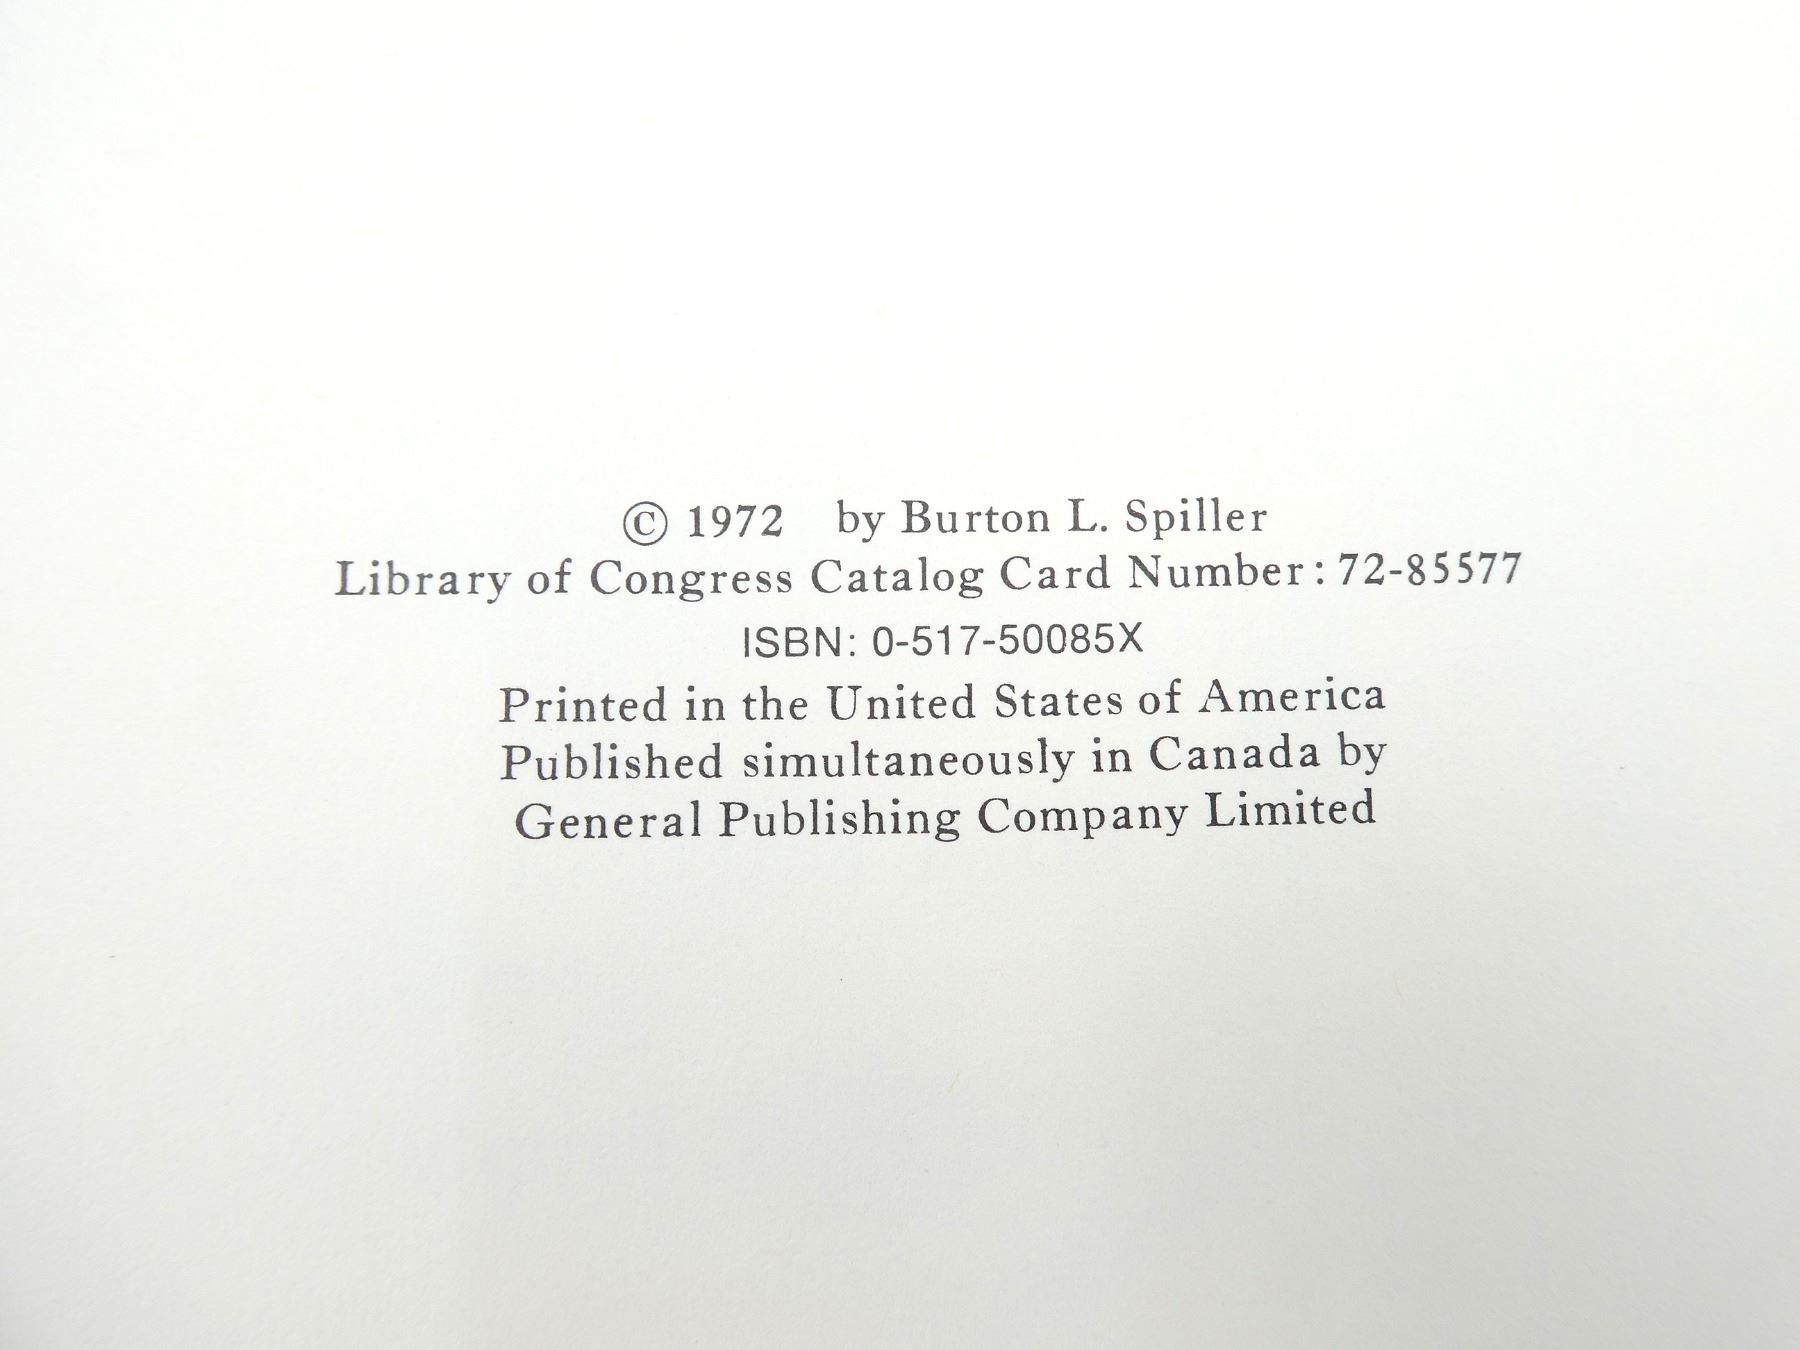 © 1972 by Burton L. Spiller
Library of Congress Catalog Card Number: 72-85577
ISBN: 0-517-50085X
Printed in the United States of America
Published simultaneously in Canada by
General Publishing Company Limited